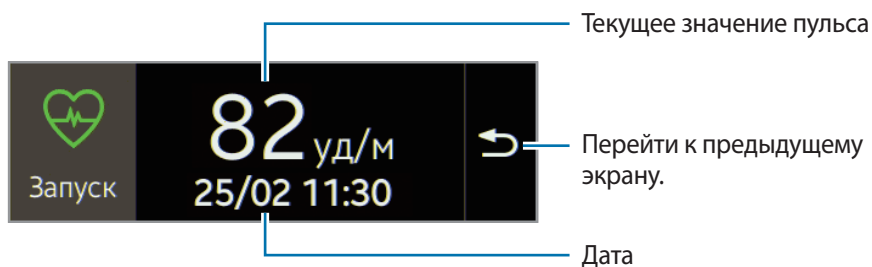 Текущее значение пульса
82 уд/м
Запуск
25/02 11:30
Перейти к предыдущему
экрану.
Дата